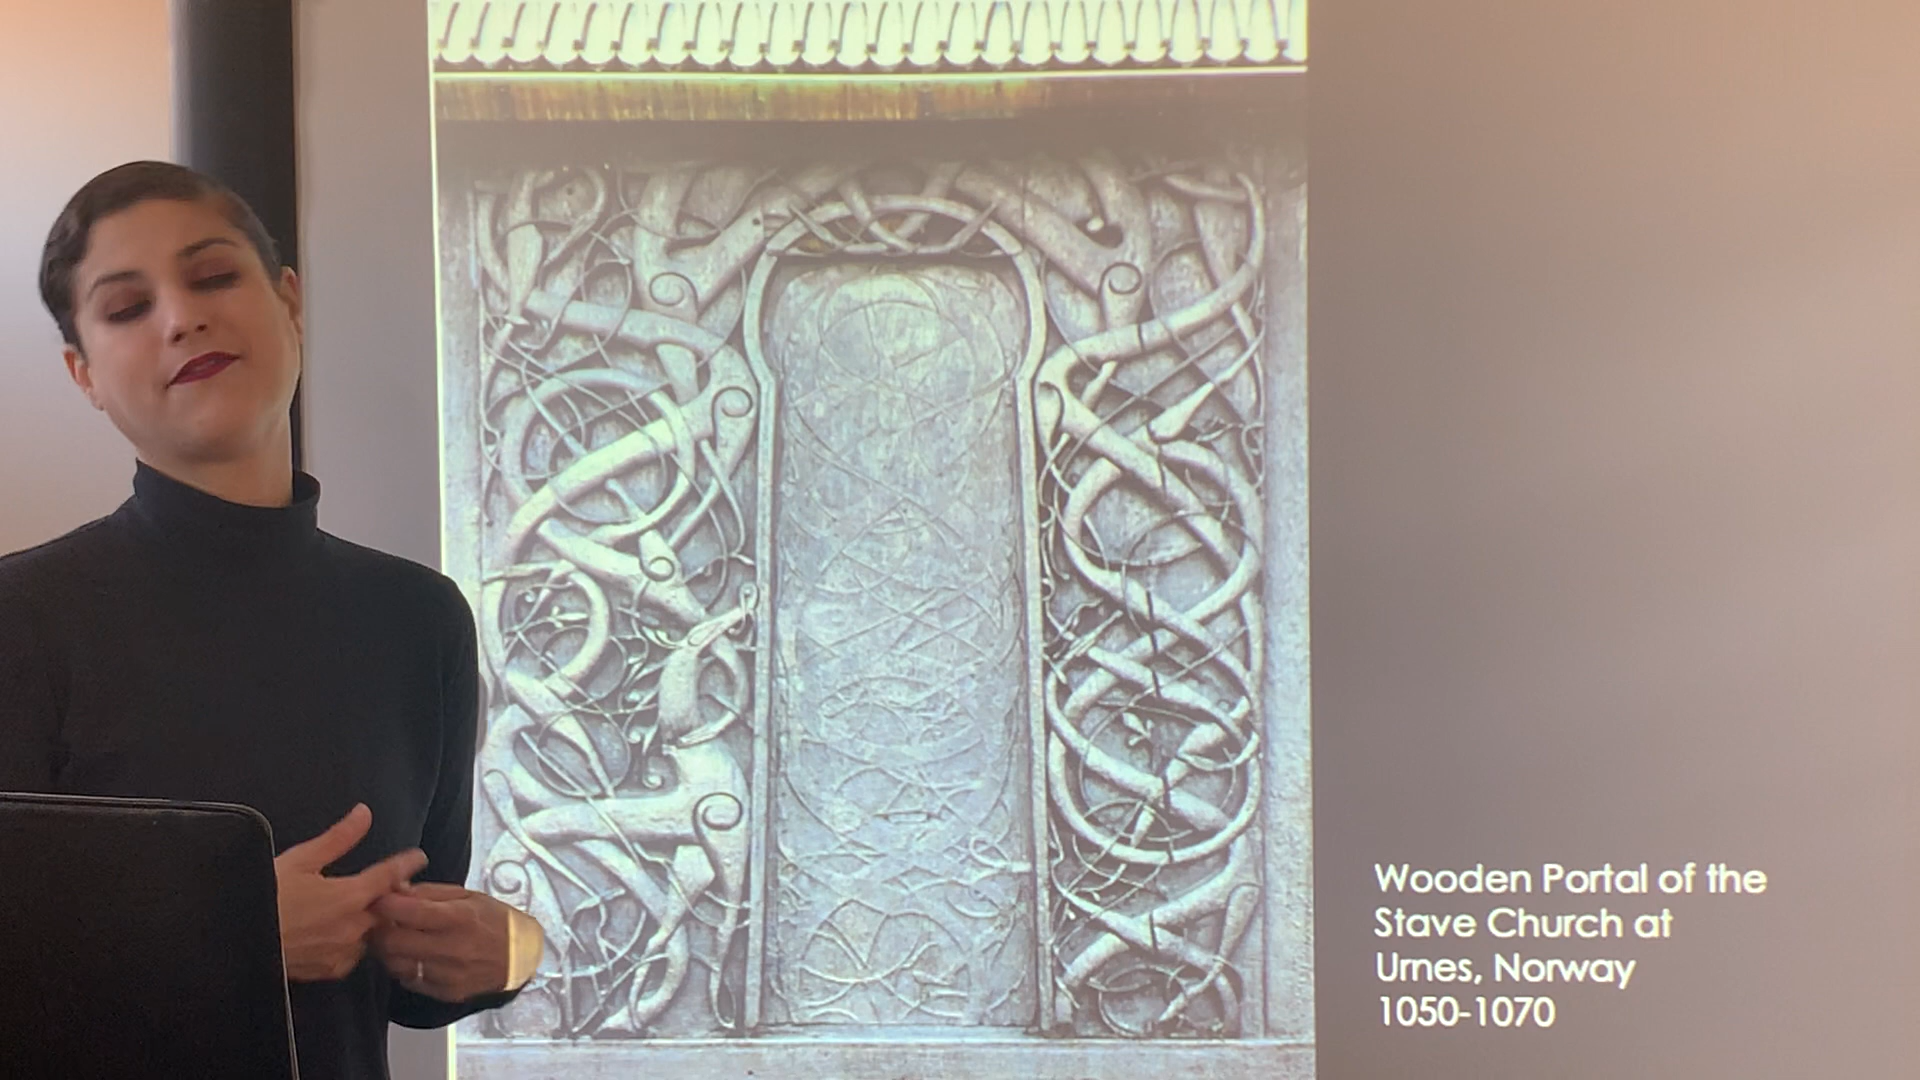 Wooden Portal of the
Stave Church at
Urnes, Norway
1050-1070